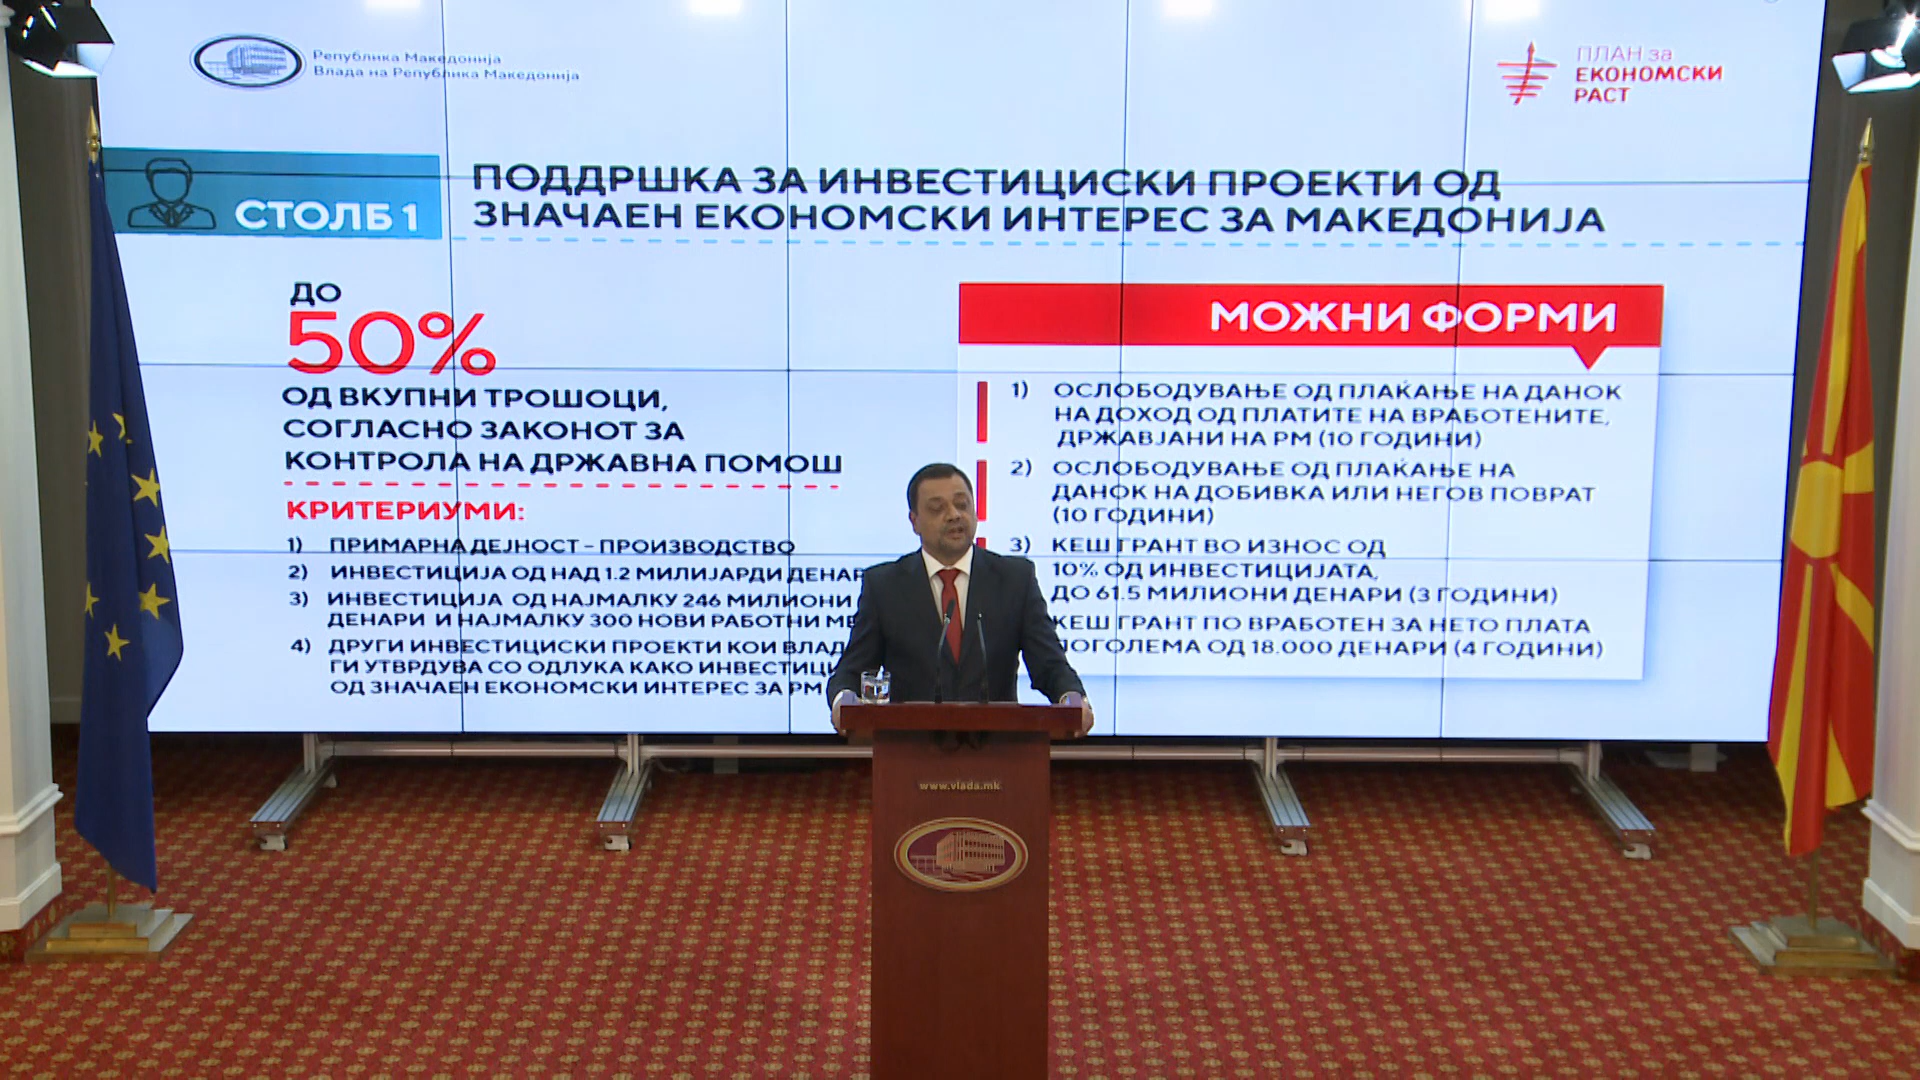 Република Македонија
Влада на Република Македонија
ПЛАН за
ЕКОНОМСКИ
РАСТ
СТОЛБ 1
ПОДДРШКА ЗА ИНВЕСТИЦИСКИ ПРОЕКТИ ОД
ЗНАЧАЕН ЕКОНОМСКИ ИНТЕРЕС ЗА МАКЕДОНИЈА
ДО
50%
ОД ВКУПНИ ТРОШОЦИ,
СОГЛАСНО ЗАКОНОТ ЗА
КОНТРОЛА НА ДРЖАВНА ПОМОШ
КРИТЕРИУМИ:
1) ПРИМАРНА ДЕЈНОСТ – ПРОИЗВОДСТВО
2) ИНВЕСТИЦИЈА ОД НАД 1.2 МИЛИЈАРДИ ДЕНАР
3) ИНВЕСТИЦИЈА ОД НАЈМАЛКУ 246 МИЛИОНИ
ДЕНАРИ И НАЈМАЛКУ 300 НОВИ РАБОТНИ МЕ
4) ДРУГИ ИНВЕСТИЦИСКИ ПРОЕКТИ КОИ ВЛАД
ГИ УТВРДУВА СО ОДЛУКА КАКО ИНВЕСТИЦИ
ОД ЗНАЧАЕН ЕКОНОМСКИ ИНТЕРЕС ЗА РМ
МОЖНИ ФОРМИ
1) ОСЛОБОДУВАЊЕ ОД ПЛАЌАЊЕ НА ДАНОК
НА ДОХОД ОД ПЛАТИТЕ НА ВРАБОТЕНИТЕ,
ДРЖАВЈАНИ НА РМ (10 ГОДИНИ)
2) ОСЛОБОДУВАЊЕ ОД ПЛАЌАЊЕ НА
ДАНОК НА ДОБИВКА ИЛИ НЕГОВ ПОВРАТ
(10 ГОДИНИ)
3) КЕШ ГРАНТ ВО ИЗНОС ОД
10% ОД ИНВЕСТИЦИЈАТА,
ДО 61.5 МИЛИОНИ ДЕНАРИ (3 ГОДИНИ)
КЕШ ГРАНТ ПО ВРАБОТЕН ЗА НЕТО ПЛАТА
ПОГОЛЕМА ОД 18.000 ДЕНАРИ (4 ГОДИНИ)
www.vlada.mk